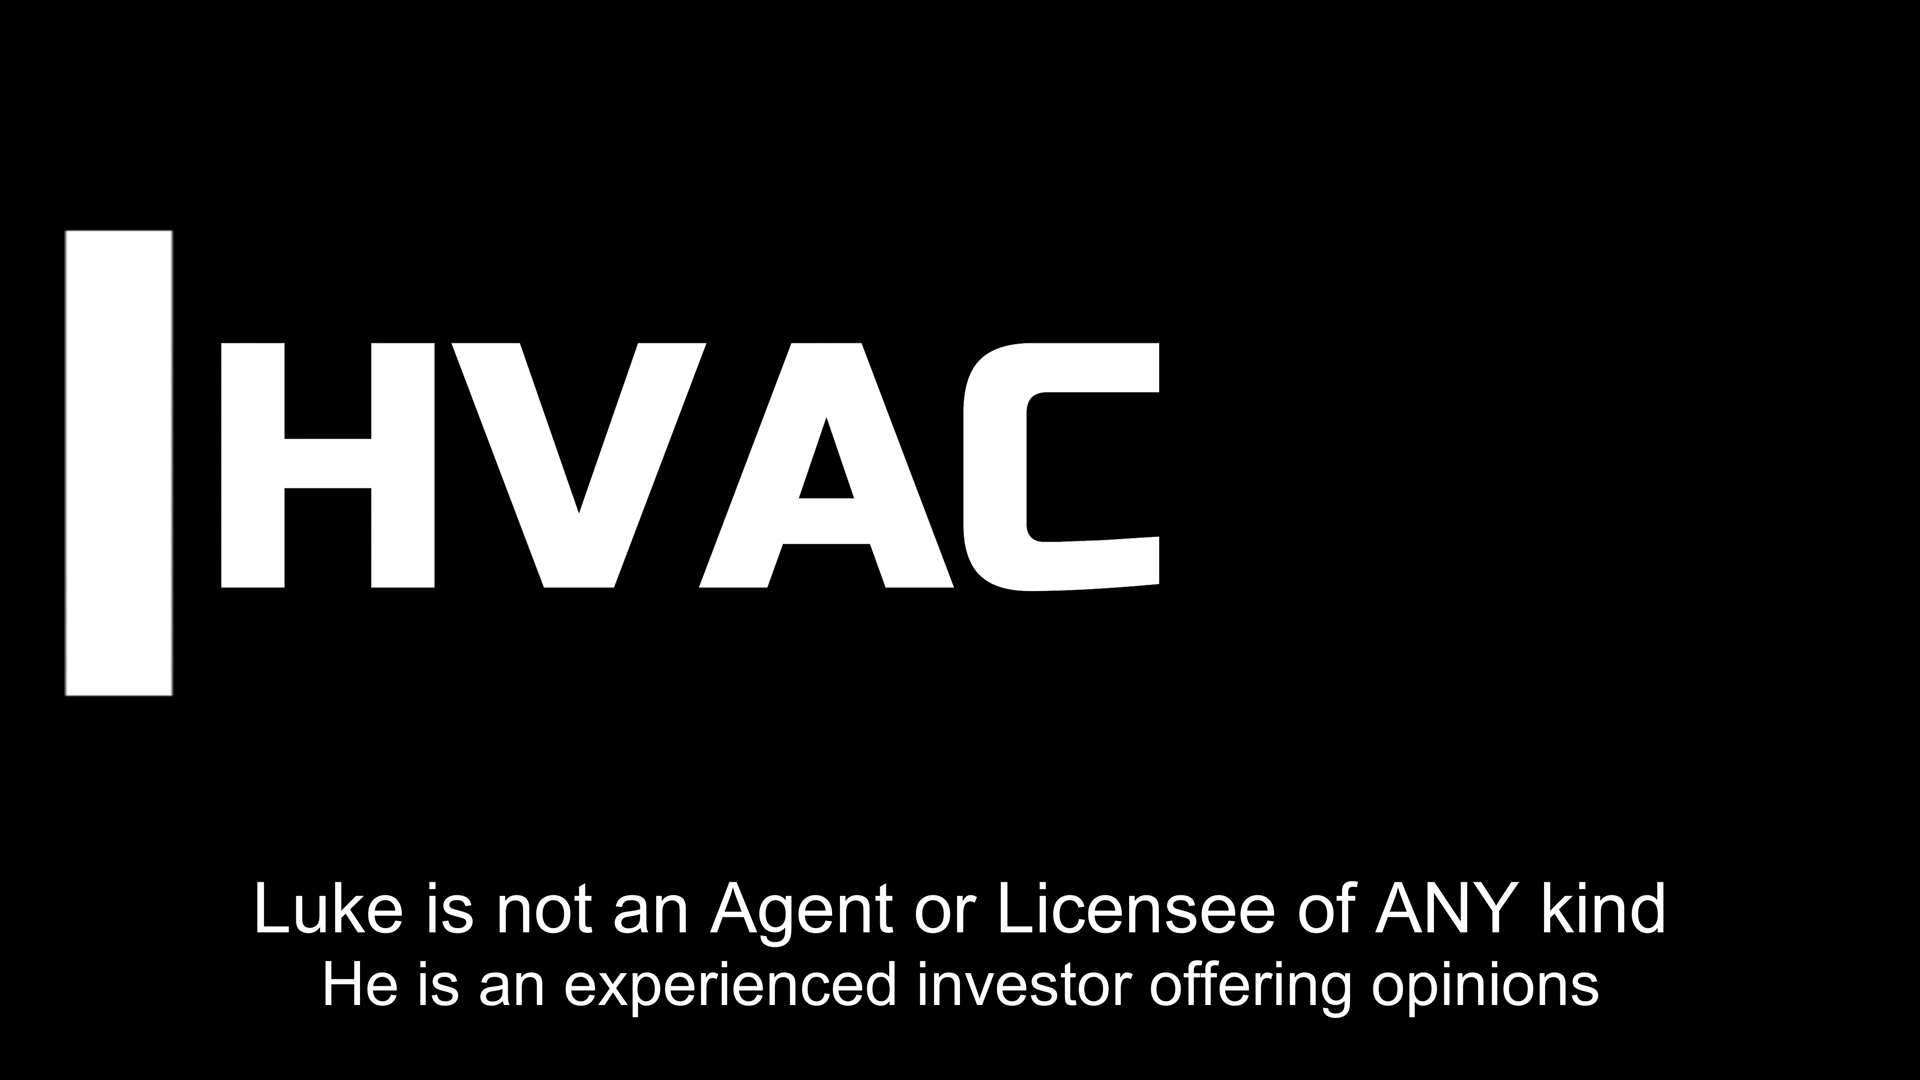 HVAC
Luke is not an Agent or Licensee of ANY kind
He is an experienced investor offering opinions